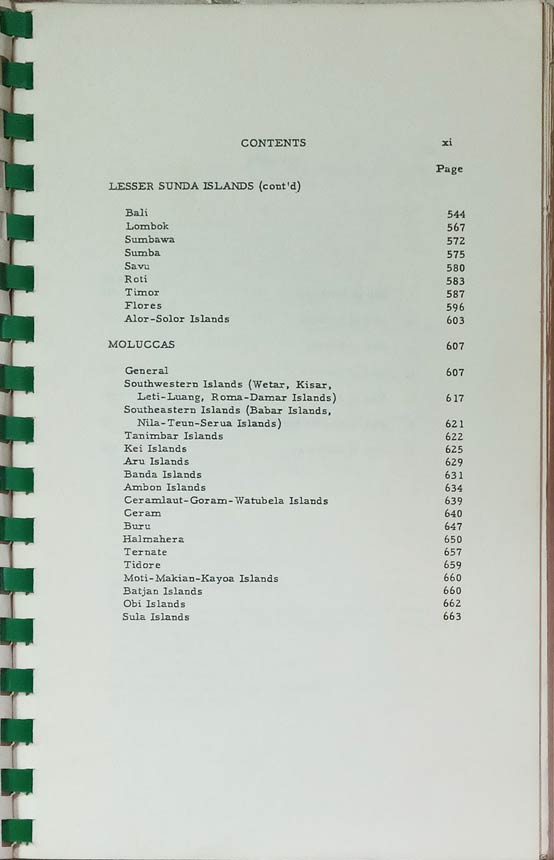 CONTENTS xi
Page
LESSER SUNDA ISLANDS (cont'd)
Bali 544
Lombok 567
Sumbawa 572
Sumba 575
Savu 580
Roti 583
Timor 587
Flores 596
Alor-Solor Islands 603
MOLUCCAS 607
General 607
Southwestern Islands (Wetar, Kisar,
Leti-Luang, Roma-Damar Islands) 617
Southeastern Islands (Babar Islands,
Nila-Teun-Serua Islands) 621
Tanimbar Islands 622
Kei Islands 625
Aru Islands 629
Banda Islands 631
Ambon Islands 634
Ceramlaut-Goram-Watubela Islands 639
Ceram 640
Buru 647
Halmahera 650
Ternate 657
Tidore 659
Moti-Makian-Kayoa Islands 660
Batjan Islands 660
Obi Islands 662
Sula Islands 663